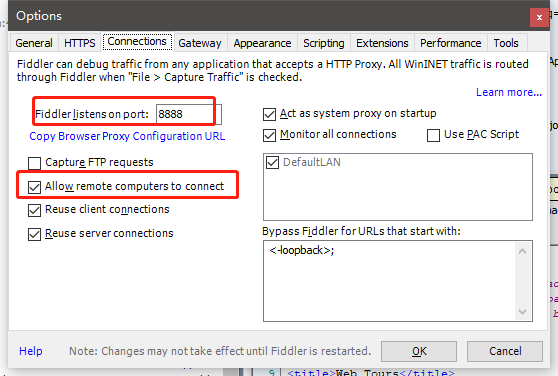 Options
General HTTPS Connections Gateway Appearance Scripting Extensions Performance Tools
Fiddler can debug traffic from any application that accepts a HTTP Proxy. All WinINET traffic is routed
through Fiddler when "File > Capture Traffic" is checked.
Learn more...
Fiddler listens on port: 8888
Copy Browser Proxy Configuration URL
Capture FTP requests
Allow remote computers to connect
Reuse client connections
Reuse server connections
Act as system proxy on startup
Monitor all connections
Use PAC Script
DefaultLAN
Bypass Fiddler for URLs that start with:
<-loopback>;
Help
Note: Changes may not take effect until Fiddler is restarted.
OK
Cancel
9 <title>Web Tours</title>